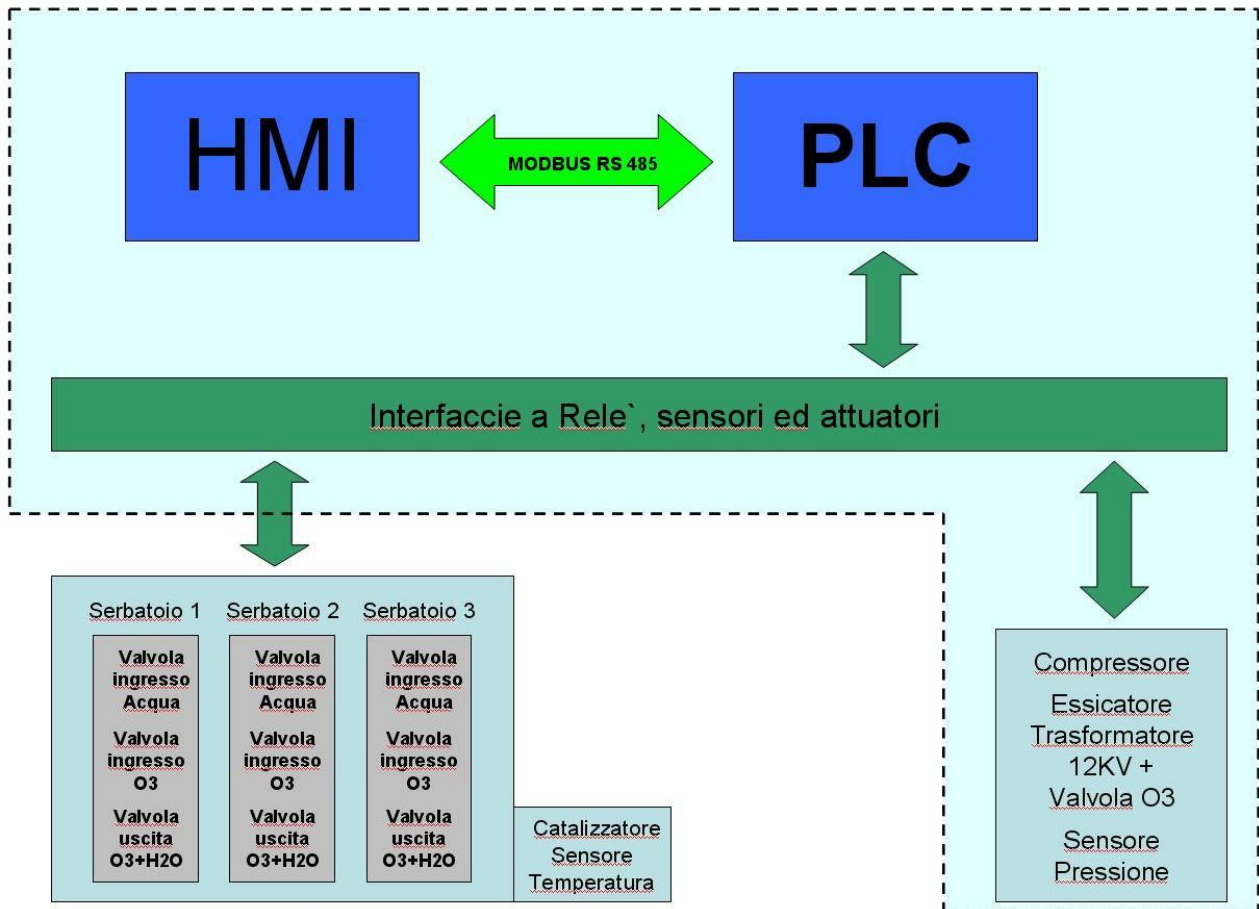 HMI
MODBUS RS 485
PLC
Interfaccie a Rele`, sensori ed attuatori
Serbatoio 1
Serbatoio 2
Serbatoio 3
Valvola
ingresso
Acqua
Valvola
ingresso
O3
Valvola
uscita
O3+H2O
Valvola
ingresso
Acqua
Valvola
ingresso
O3
Valvola
uscita
O3+H2O
Valvola
ingresso
Acqua
Valvola
ingresso
O3
Valvola
uscita
O3+H2O
Catalizzatore
Sensore
Temperatura
Compressore
Essicatore
Trasformatore
12KV +
Valvola O3
Sensore
Pressione